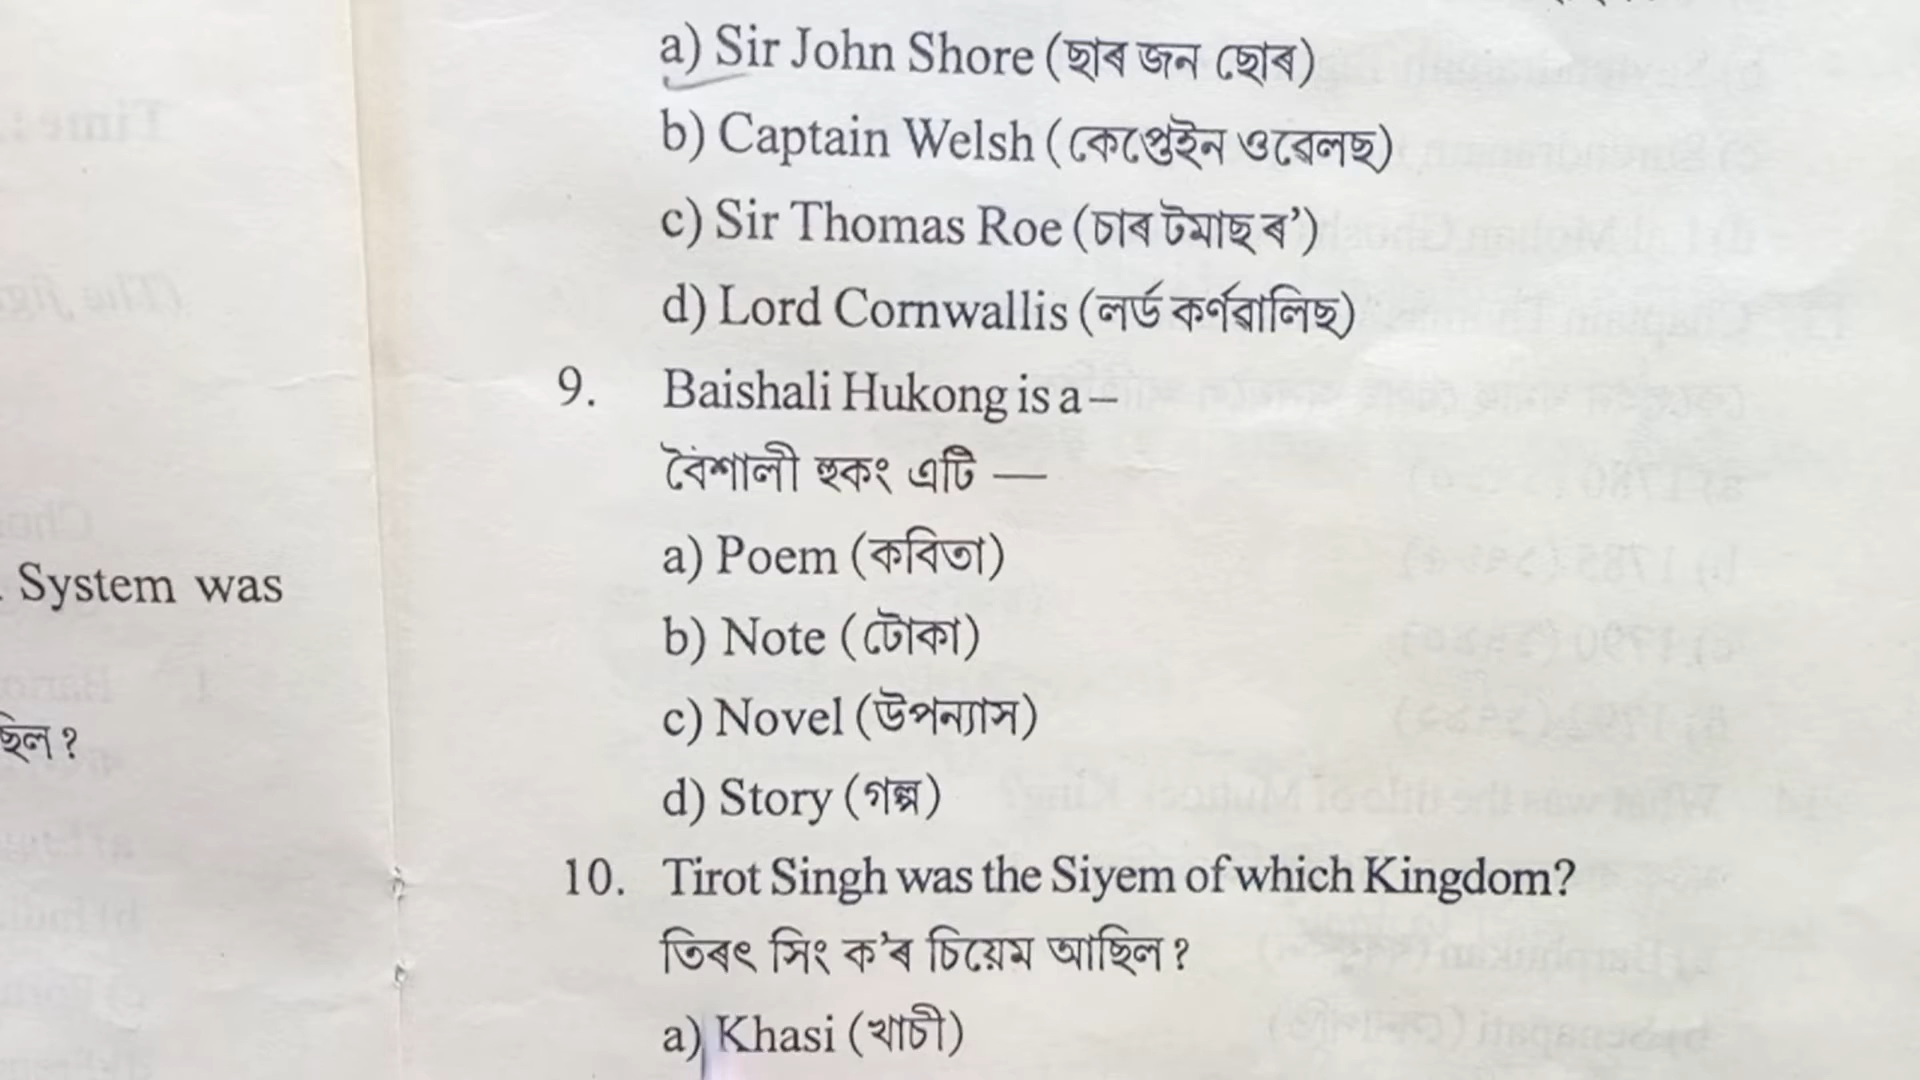 a) Sir John Shore (ছাৰ জন ছোৰ)
b) Captain Welsh (কেপ্তেইন ওৱেলছ)
c) Sir Thomas Roe (চাৰ টমাছ ৰ’)
d) Lord Cornwallis (লৰ্ড কৰ্ণৱালিছ)
9. Baishali Hukong is a –
বৈশালী হুকং এটি —
a) Poem (কবিতা)
b) Note (টোকা)
c) Novel (উপন্যাস)
d) Story (গল্প)
10. Tirot Singh was the Siyem of which Kingdom?
তিৰৎ সিং ক’ৰ চিয়েম আছিল ?
a) Khasi (খাচী)
System was
ছিল ?